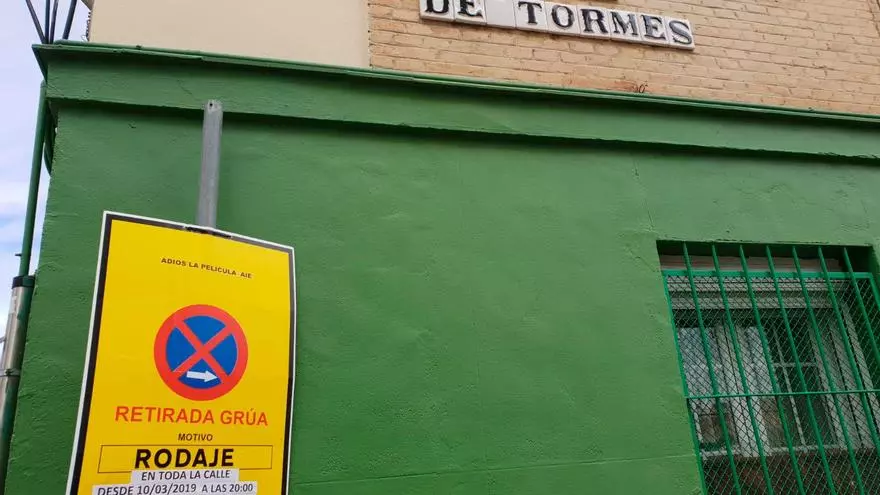 DE TORMES
ADIOS LA PELICULA AIE
RETIRADA GRÚA
MOTIVO
RODAJE
EN TODA LA CALLE
DESDE 10/03/2019 A LAS 20:00